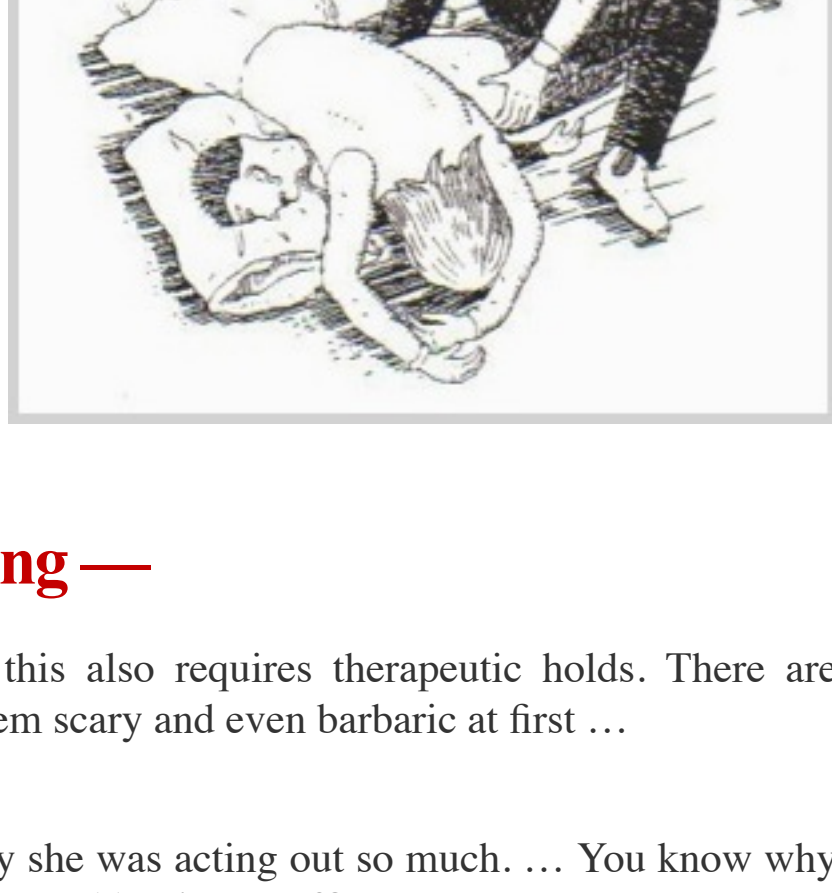 ng —
this also requires therapeutic holds. There are
em scary and even barbaric at first …
y she was acting out so much. … You know why